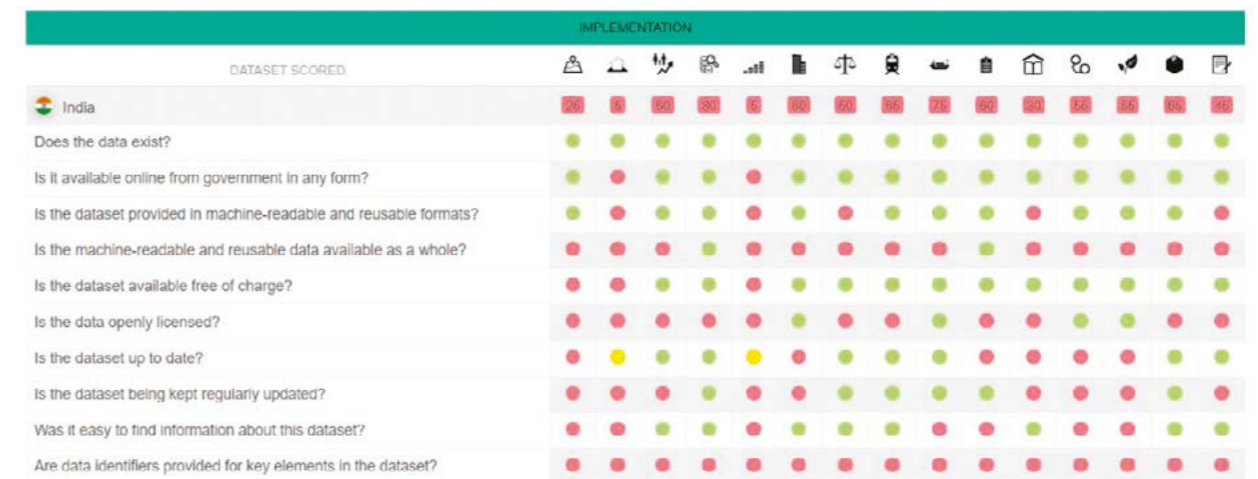 IMPLEMENTATION
DATASET SCORED
India 5 80 5 75
Does the data exist?
Is it available online from government in any form?
Is the dataset provided in machine-readable and reusable formats?
Is the machine-readable and reusable data available as a whole?
Is the dataset available free of charge?
Is the data openly licensed?
Is the dataset up to date?
Is the dataset being kept regularly updated?
Was it easy to find information about this dataset?
Are data identifiers provided for key elements in the dataset?